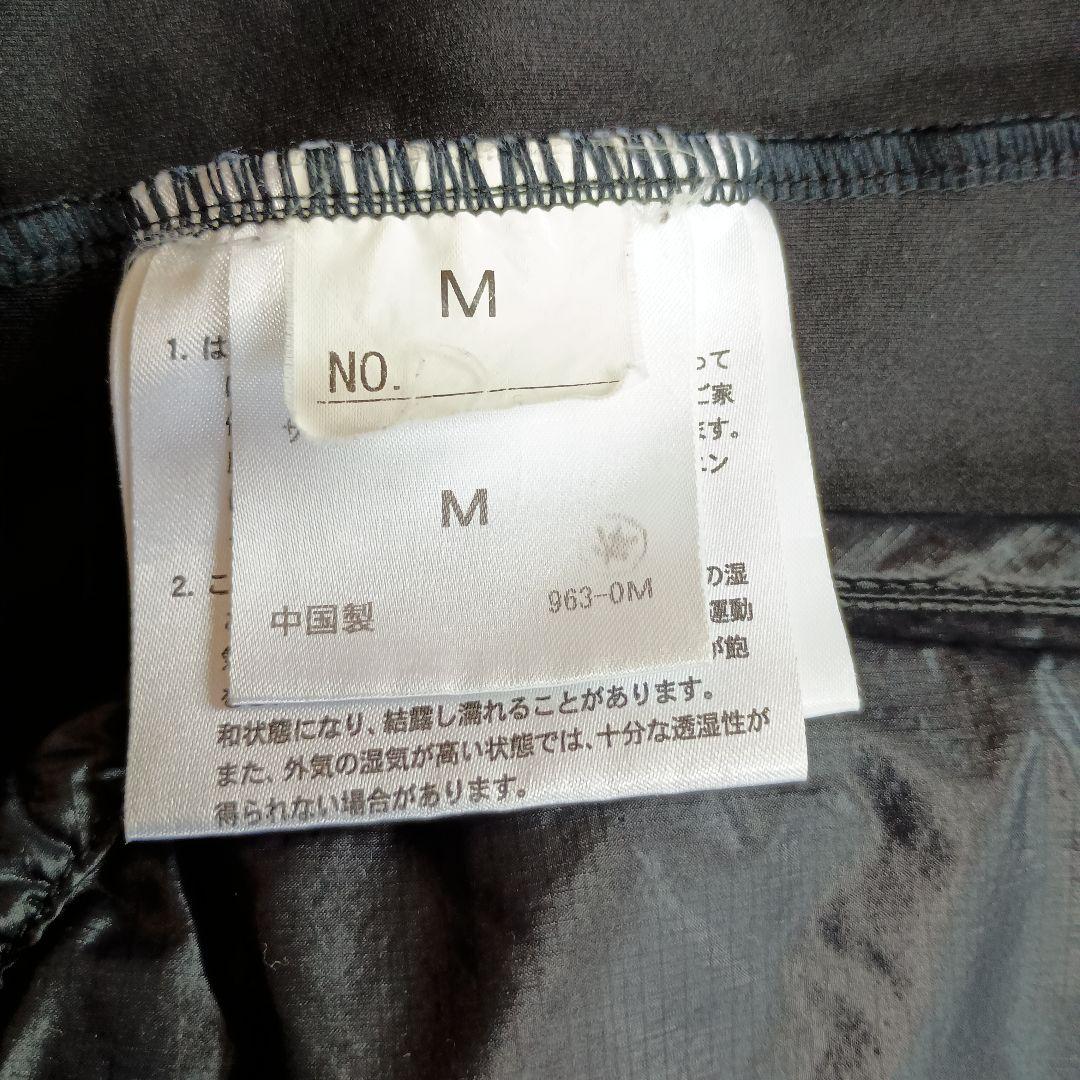 M
NO.
M
中国製
963-0M
1. は
って
ご家
ます。
2. こ
の湿
運動
が飽
和状態になり、結露し濡れることがあります。
また、外気の湿気が高い状態では、十分な透湿性が
得られない場合があります。